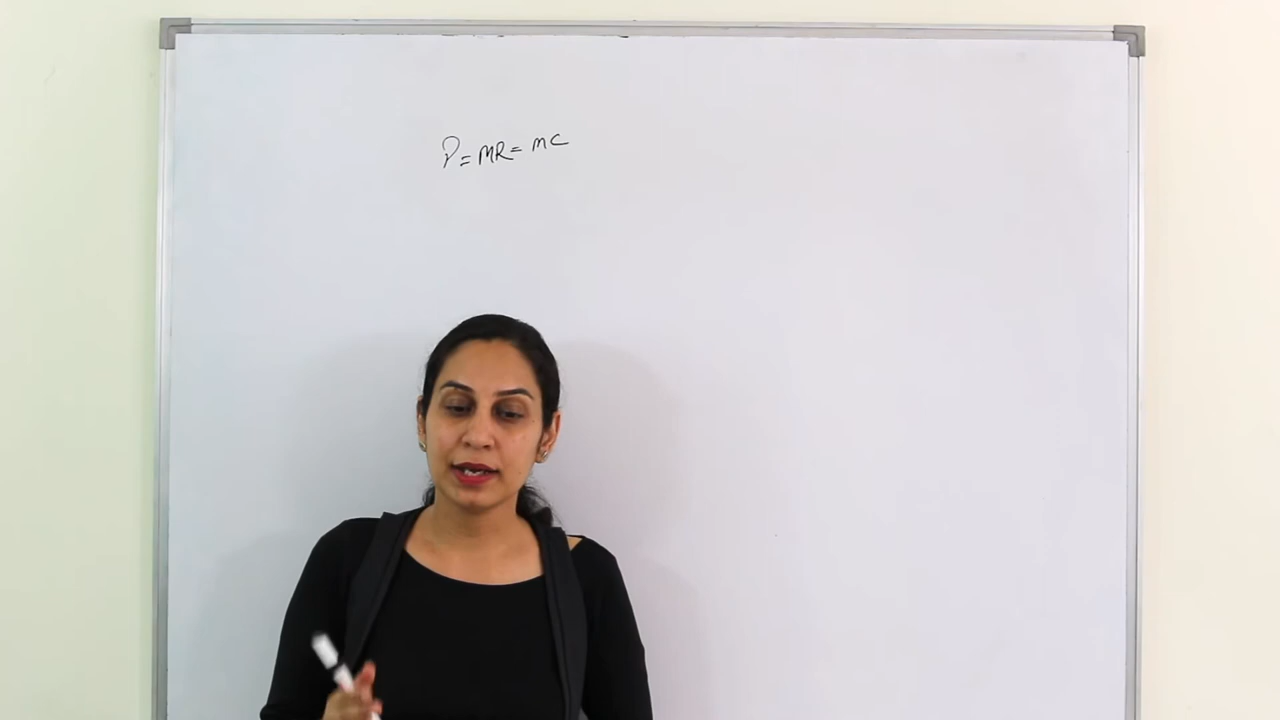 P = MR = MC